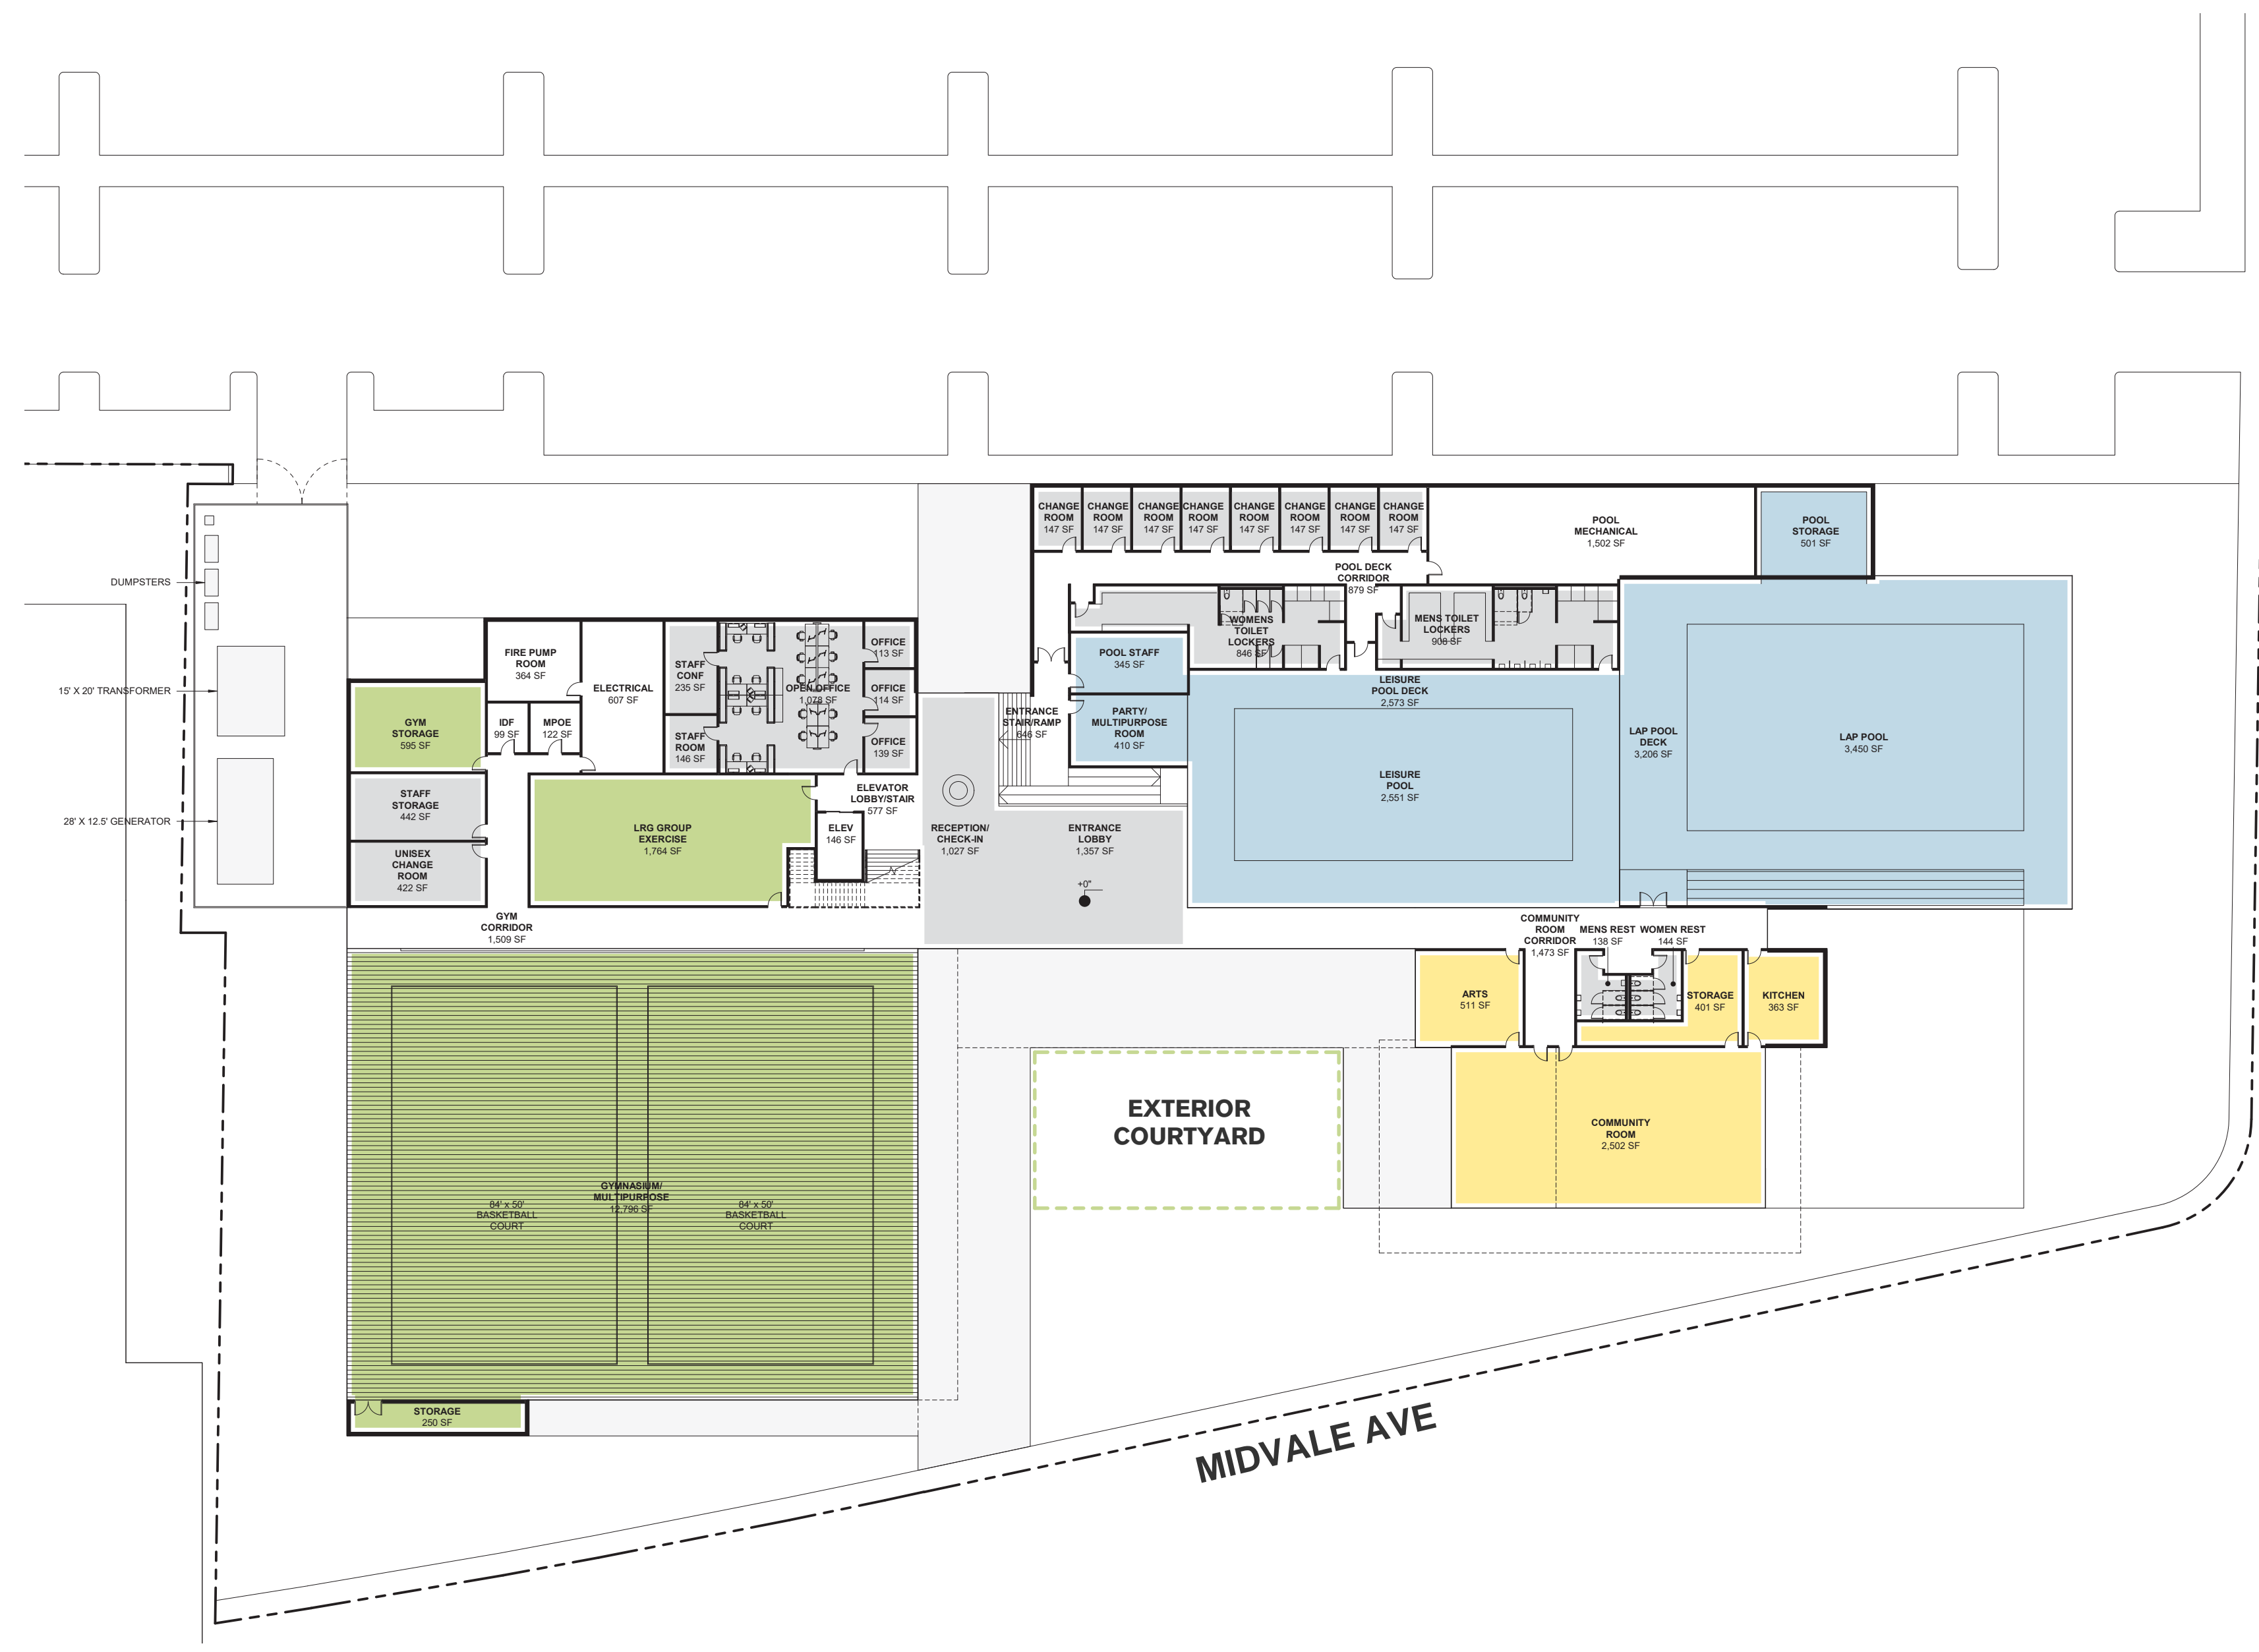 CHANGE
ROOM
147 SF
CHANGE
ROOM
147 SF
CHANGE
ROOM
147 SF
CHANGE
ROOM
147 SF
CHANGE
ROOM
147 SF
CHANGE
ROOM
147 SF
CHANGE
ROOM
147 SF
CHANGE
ROOM
147 SF
POOL
MECHANICAL
1,502 SF
POOL
STORAGE
501 SF
DUMPSTERS
POOL DECK
CORRIDOR
879 SF
WOMENS
TOILET
LOCKERS
846 SF
MENS TOILET
LOCKERS
908 SF
FIRE PUMP
ROOM
364 SF
ELECTRICAL
607 SF
STAFF
CONF
235 SF
OPEN OFFICE
1,078 SF
OFFICE
113 SF
OFFICE
114 SF
OFFICE
139 SF
POOL STAFF
345 SF
LEISURE
POOL DECK
2,573 SF
15' X 20' TRANSFORMER
GYM
STORAGE
595 SF
IDF
99 SF
MPOE
122 SF
STAFF
ROOM
146 SF
ENTRANCE
STAIR/RAMP
646 SF
PARTY/
MULTIPURPOSE
ROOM
410 SF
LAP POOL
DECK
3,206 SF
LAP POOL
3,450 SF
LEISURE
POOL
2,551 SF
STAFF
STORAGE
442 SF
ELEVATOR
LOBBY/STAIR
577 SF
28' X 12.5' GENERATOR
LRG GROUP
EXERCISE
1,764 SF
ELEV
146 SF
RECEPTION/
CHECK-IN
1,027 SF
ENTRANCE
LOBBY
1,357 SF
UNISEX
CHANGE
ROOM
422 SF
+0"
GYM
CORRIDOR
1,509 SF
COMMUNITY
ROOM
CORRIDOR
1,473 SF
MENS REST
138 SF
WOMEN REST
144 SF
ARTS
511 SF
STORAGE
401 SF
KITCHEN
363 SF
EXTERIOR
COURTYARD
COMMUNITY
ROOM
2,502 SF
GYMNASIUM/
MULTIPURPOSE
12,796 SF
84' x 50'
BASKETBALL
COURT
84' x 50'
BASKETBALL
COURT
STORAGE
250 SF
MIDVALE AVE